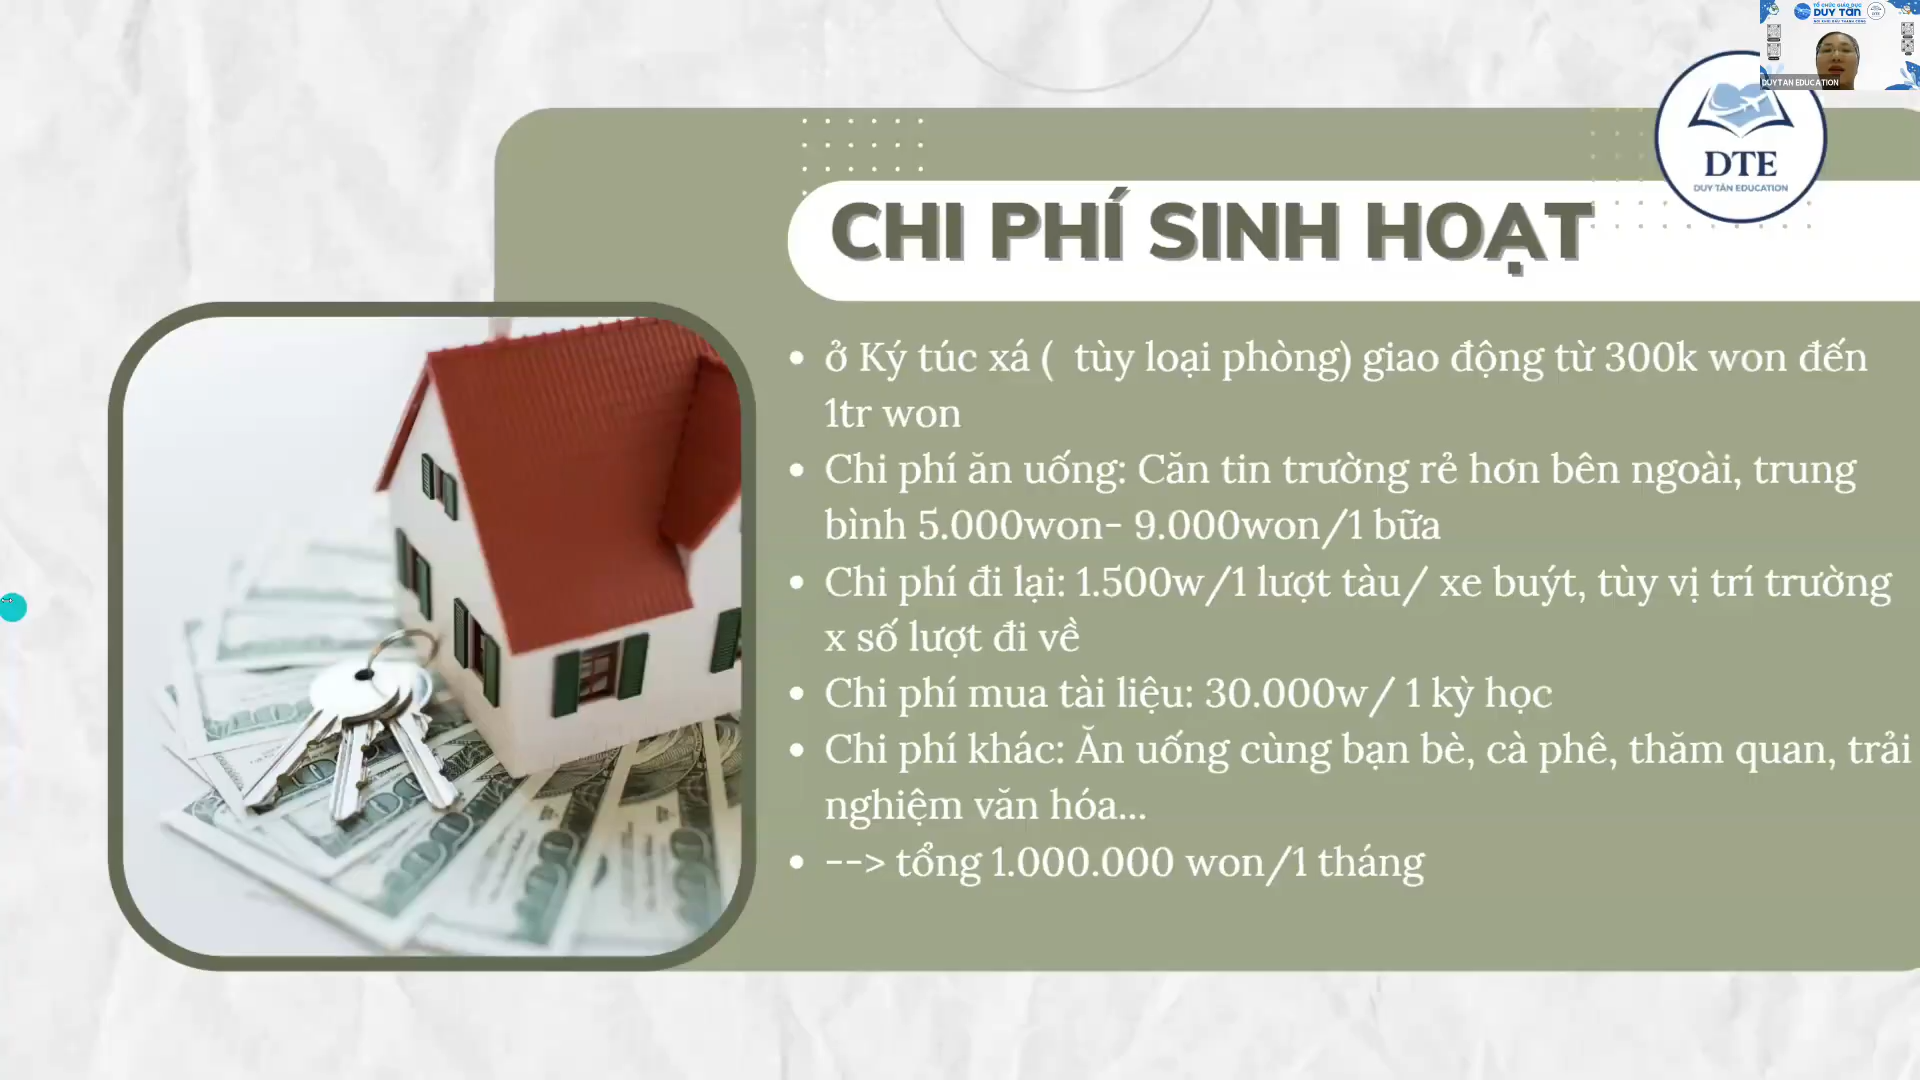 TỔ CHỨC GIÁO DỤC
DUY TÂN
DUYTAN EDUCATION
DTE
DUY TÂN EDUCATION
CHI PHÍ SINH HOẠT
• ở Ký túc xá (  tùy loại phòng) giao động từ 300k won đến
1tr won
• Chi phí ăn uống: Căn tin trường rẻ hơn bên ngoài, trung
bình 5.000won- 9.000won/1 bữa
• Chi phí đi lại: 1.500w/1 lượt tàu/ xe buýt, tùy vị trí trường
x số lượt đi về
• Chi phí mua tài liệu: 30.000w/ 1 kỳ học
• Chi phí khác: Ăn uống cùng bạn bè, cà phê, thăm quan, trải
nghiệm văn hóa...
• --> tổng 1.000.000 won/1 tháng